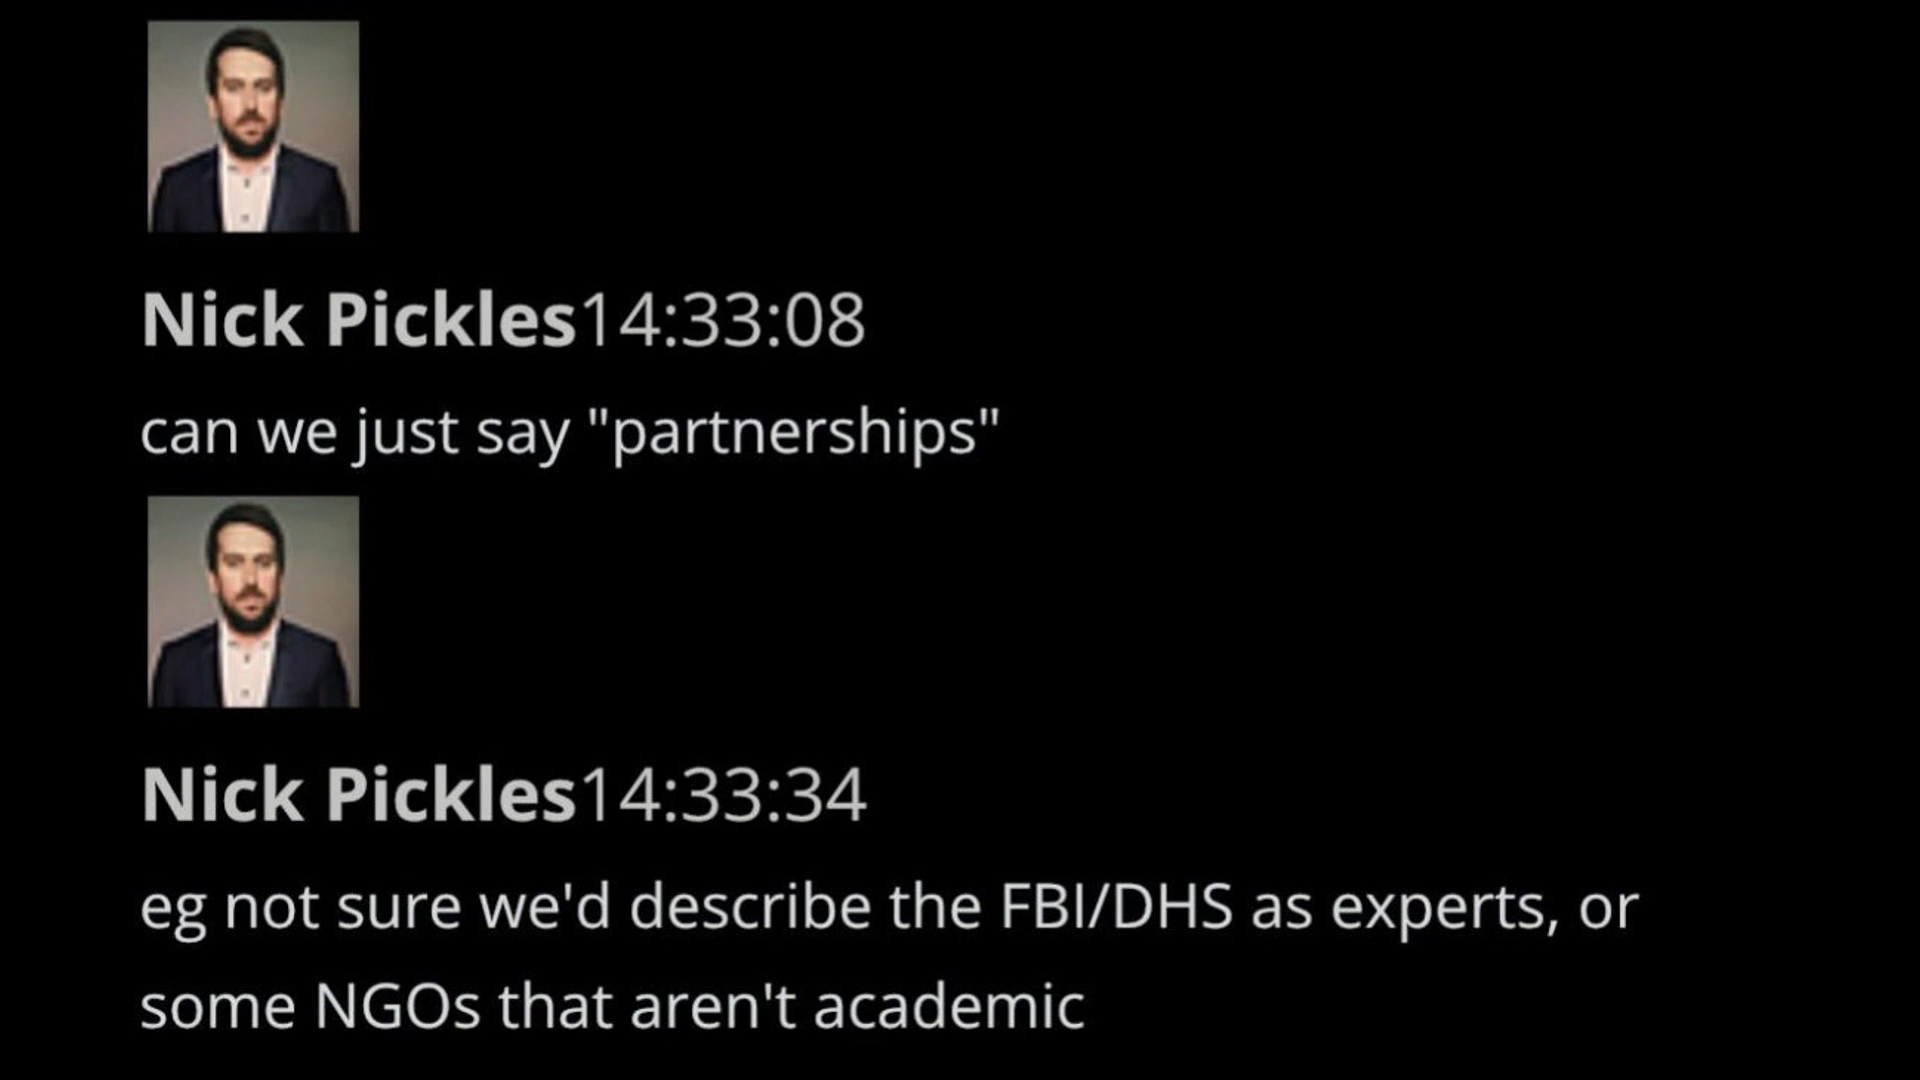 Nick Pickles14:33:08
can we just say "partnerships"
Nick Pickles14:33:34
eg not sure we'd describe the FBI/DHS as experts, or
some NGOs that aren't academic